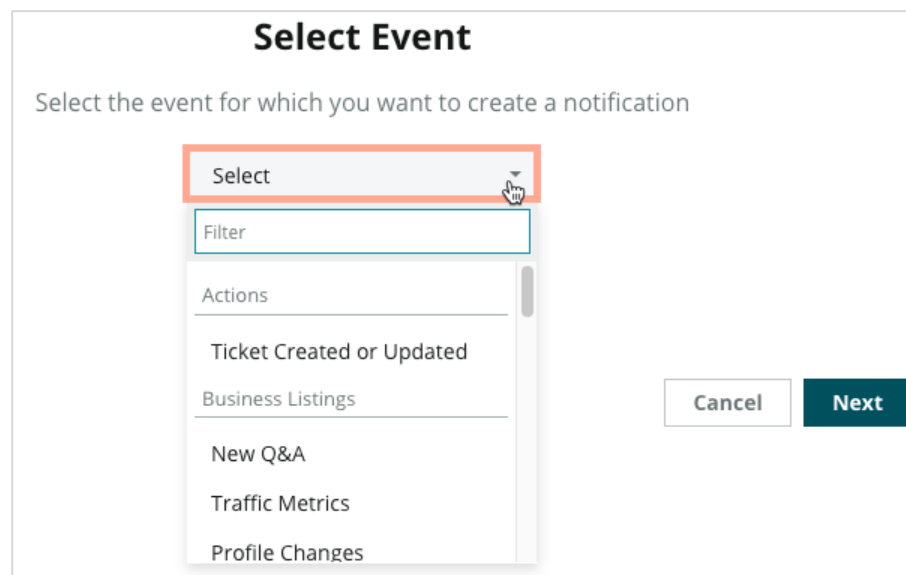 Select Event
Select the event for which you want to create a notification
Select
Filter
Actions
Ticket Created or Updated
Business Listings
Cancel
Next
New Q&A
Traffic Metrics
Profile Changes